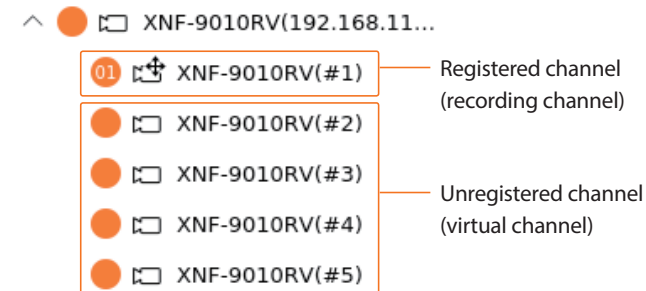 XNF-9010RV(192.168.11...
01 XNF-9010RV(#1)
Registered channel
(recording channel)
XNF-9010RV(#2)
XNF-9010RV(#3)
XNF-9010RV(#4)
XNF-9010RV(#5)
Unregistered channel
(virtual channel)